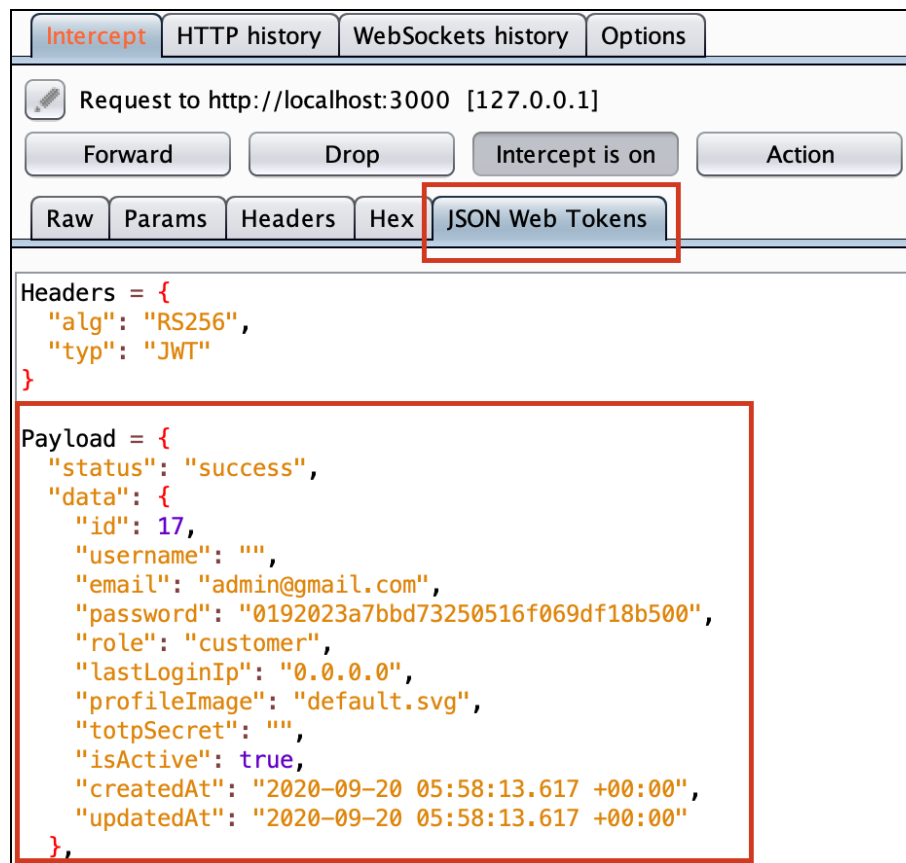 Intercept HTTP history WebSockets history Options
Request to http://localhost:3000 [127.0.0.1]
Forward Drop Intercept is on Action
Raw Params Headers Hex JSON Web Tokens
Headers = {
  "alg": "RS256",
  "typ": "JWT"
}
Payload = {
  "status": "success",
  "data": {
    "id": 17,
    "username": "",
    "email": "admin@gmail.com",
    "password": "0192023a7bbd73250516f069df18b500",
    "role": "customer",
    "lastLoginIp": "0.0.0.0",
    "profileImage": "default.svg",
    "totpSecret": "",
    "isActive": true,
    "createdAt": "2020-09-20 05:58:13.617 +00:00",
    "updatedAt": "2020-09-20 05:58:13.617 +00:00"
  },